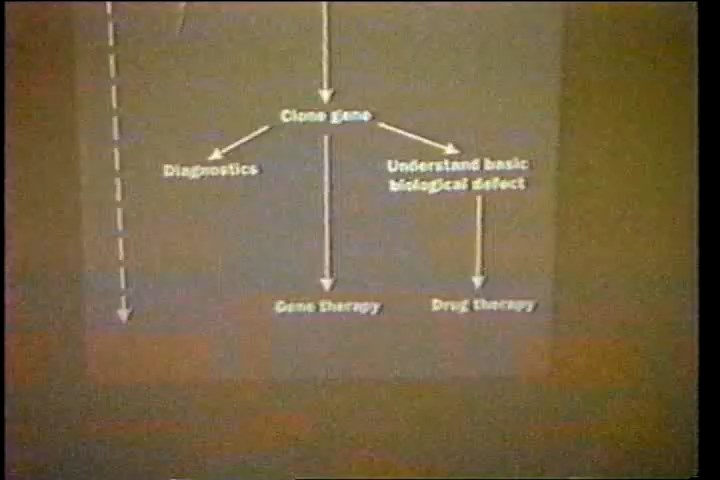 Clone gene
Diagnostics
Understand basic
biological defect
Gene therapy
Drug therapy